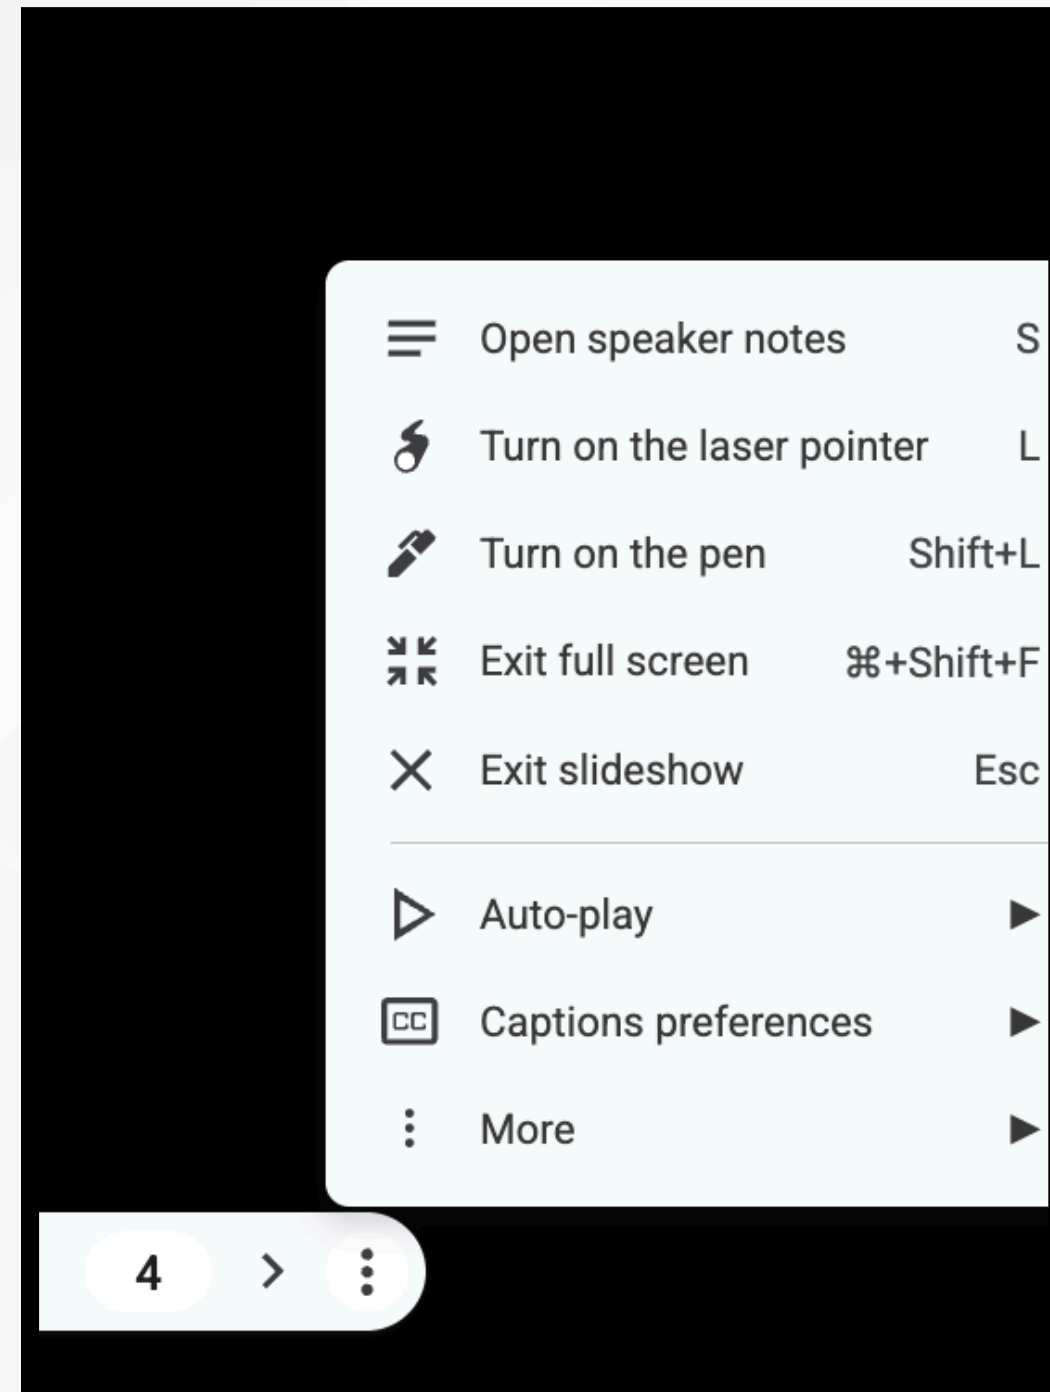 Open speaker notes S
Turn on the laser pointer L
Turn on the pen Shift+L
Exit full screen ⌘+Shift+F
Exit slideshow Esc
Auto-play ▶
CC Captions preferences ▶
More ▶
4